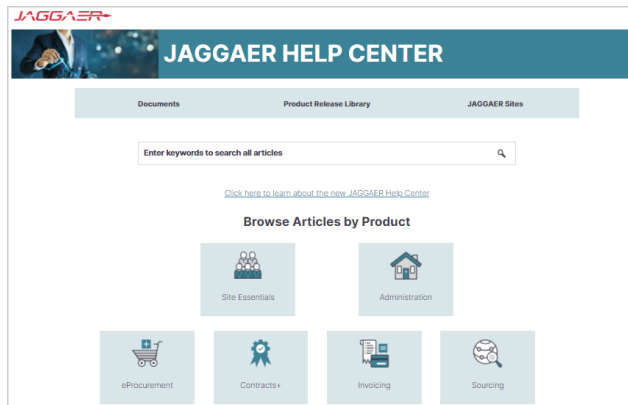 JAGGAER
JAGGAER HELP CENTER
Documents Product Release Library JAGGAER Sites
Enter keywords to search all articles
Click here to learn about the new JAGGAER Help Center
Browse Articles by Product
Site Essentials Administration
eProcurement Contracts+ Invoicing Sourcing